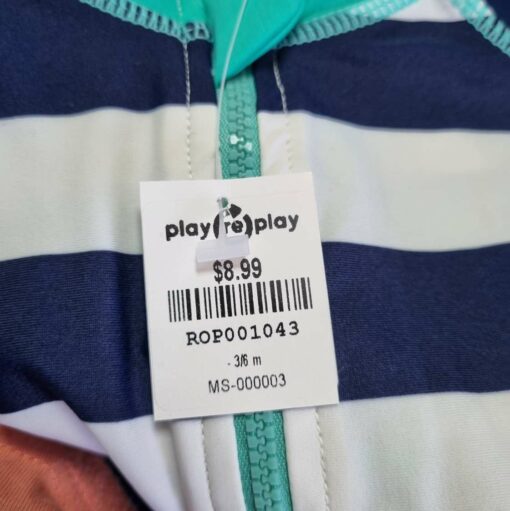 play(re)play
$8.99
ROP001043
- 3/6 m
MS-000003